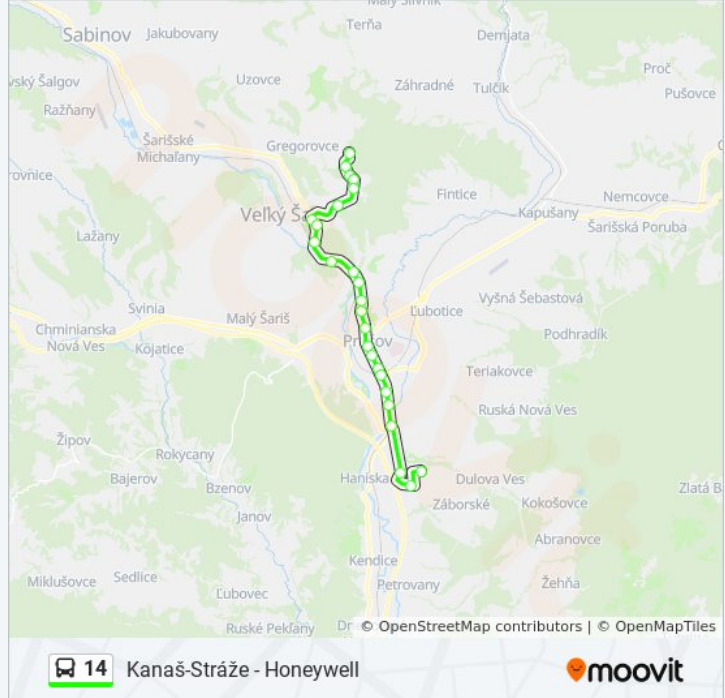 Malý Slivník
Sabinov
Jakubovany
Terňa
Demjata
Proč
vský Šalgov
Uzovce
Záhradné
Tulčík
Pušovce
Ražňany
Šarišské
Michaľany
Gregorovce
rovnice
Fintice
Nemcovce
Kapušany
Veľký Ša
Šarišská Poruba
Lažany
Svinia
Malý Šariš
Vyšná Šebastová
Ľubotice
Chminianska
Nová Ves
Kojatice
Podhradík
Teriakovce
Ruská Nová Ves
Žipov
Rokycany
Bajerov
Bzenov
Haniska
Dulova Ves
Zlatá B
Záborské
Kokošovce
Janov
Abranovce
Kendice
Miklušovce
Sedlice
Petrovany
Žehňa
Ľubovec
Ruské Pekľany
© OpenStreetMap contributors | © OpenMapTiles
14 Kanaš-Stráže - Honeywell
moovit